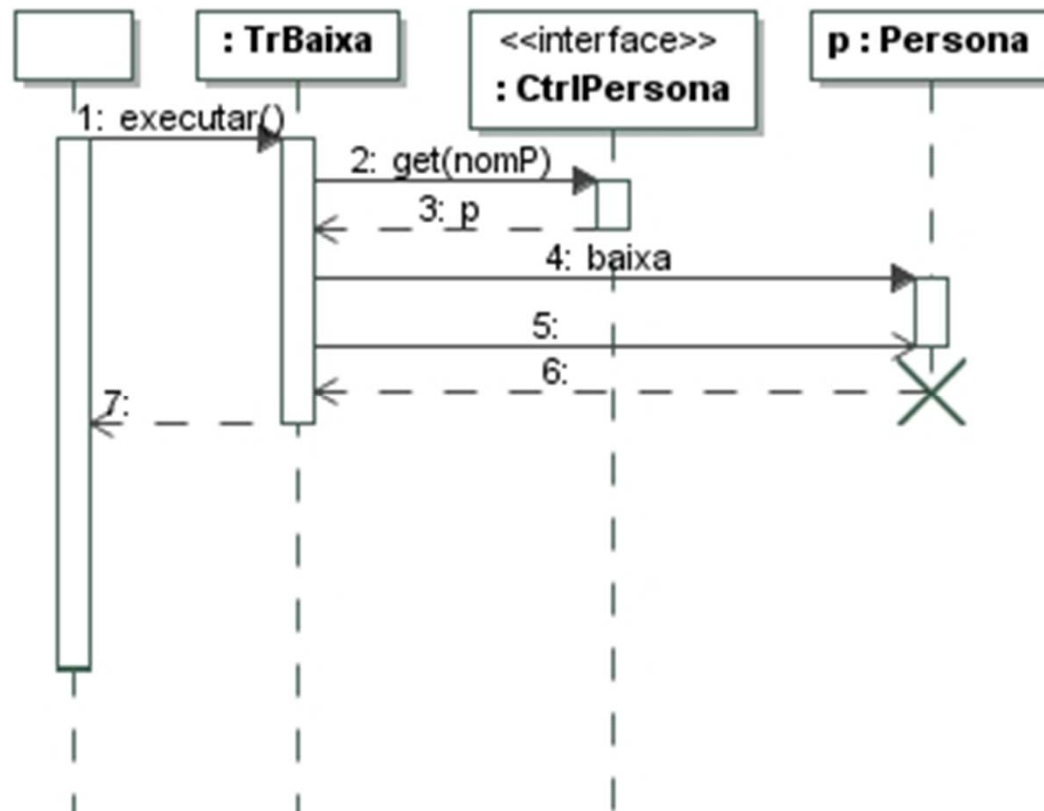 : TrBaixa
<<interface>>
: CtrlPersona
p : Persona
1: executar()
2: get(nomP)
3: p
4: baixa
5:
6:
7: